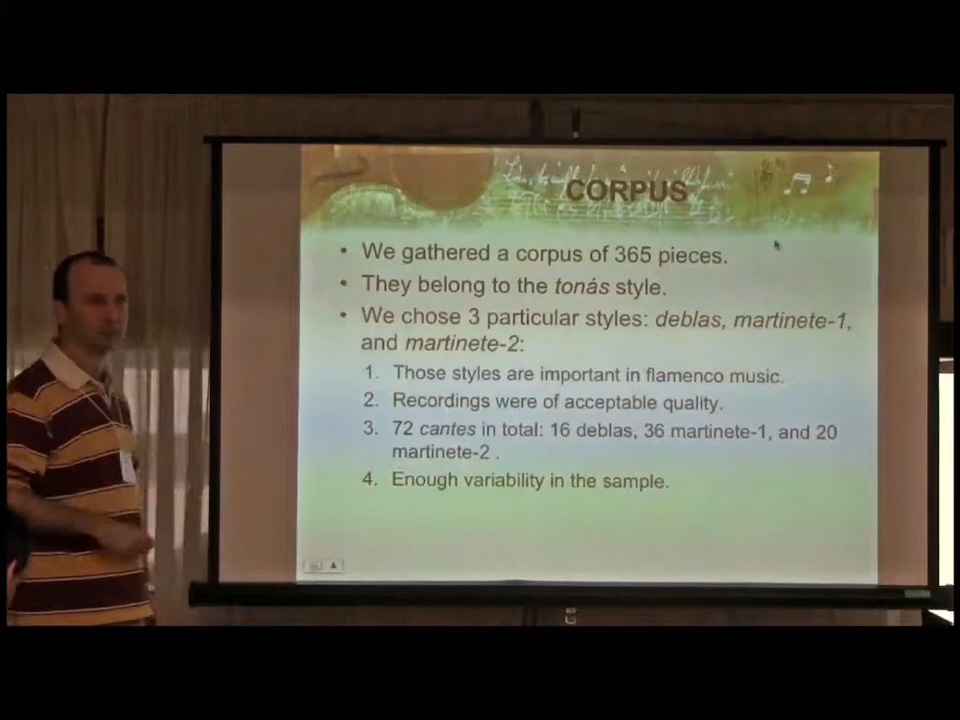 CORPUS
• We gathered a corpus of 365 pieces.
• They belong to the tonás style.
• We chose 3 particular styles: deblas, martinete-1,
and martinete-2:
1. Those styles are important in flamenco music.
2. Recordings were of acceptable quality.
3. 72 cantes in total: 16 deblas, 36 martinete-1, and 20
martinete-2 .
4. Enough variability in the sample.